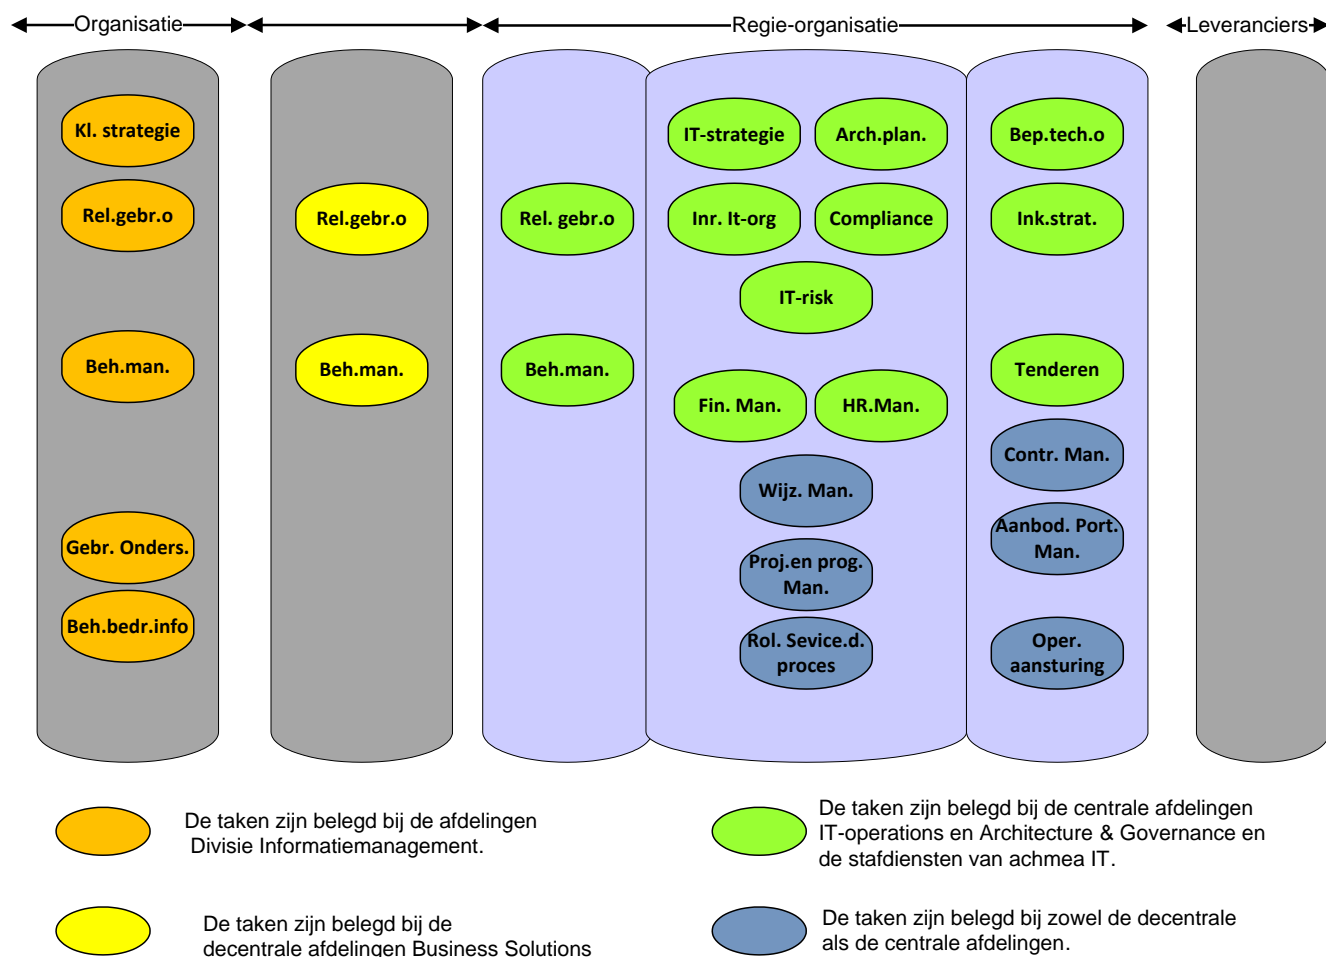 Organisatie
Regie-organisatie
Leveranciers
Kl. strategie
Rel.gebr.o
Beh.man.
Gebr. Onders.
Beh.bedr.info
Rel.gebr.o
Beh.man.
Rel. gebr.o
Beh.man.
IT-strategie
Arch.plan.
Inr. It-org
Compliance
IT-risk
Fin. Man.
HR.Man.
Wijz. Man.
Proj.en prog.
Man.
Rol. Sevice.d.
proces
Bep.tech.o
Ink.strat.
Tenderen
Contr. Man.
Aanbod. Port.
Man.
Oper.
aansturing
De taken zijn belegd bij de afdelingen
Divisie Informatiemanagement.
De taken zijn belegd bij de
decentrale afdelingen Business Solutions
De taken zijn belegd bij de centrale afdelingen
IT-operations en Architecture & Governance en
de stafdiensten van achmea IT.
De taken zijn belegd bij zowel de decentrale
als de centrale afdelingen.